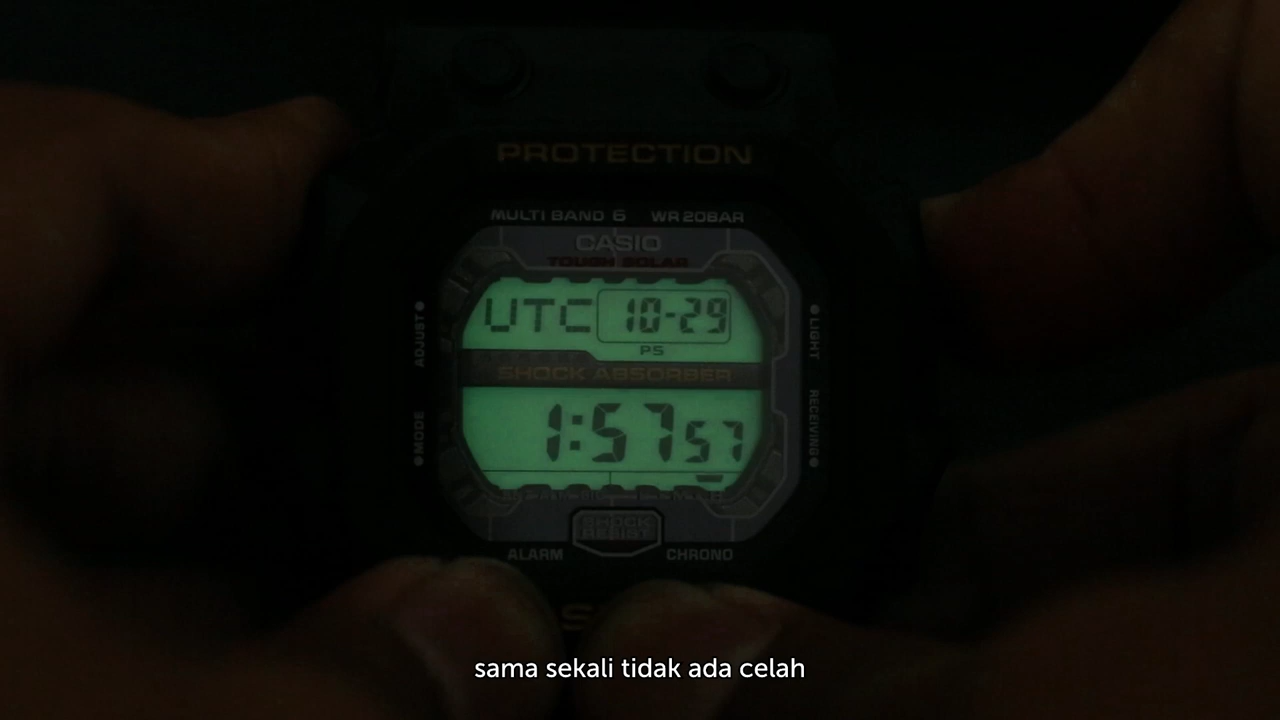 PROTECTION
MULTI BAND 6 WR20BAR
CASIO
TOUGH SOLAR
ADJUST
LIGHT
UTC 10-29
PS
SHOCK ABSORBER
1:57 57
MODE
RECEIVING
SHOCK
RESIST
ALARM CHRONO
sama sekali tidak ada celah